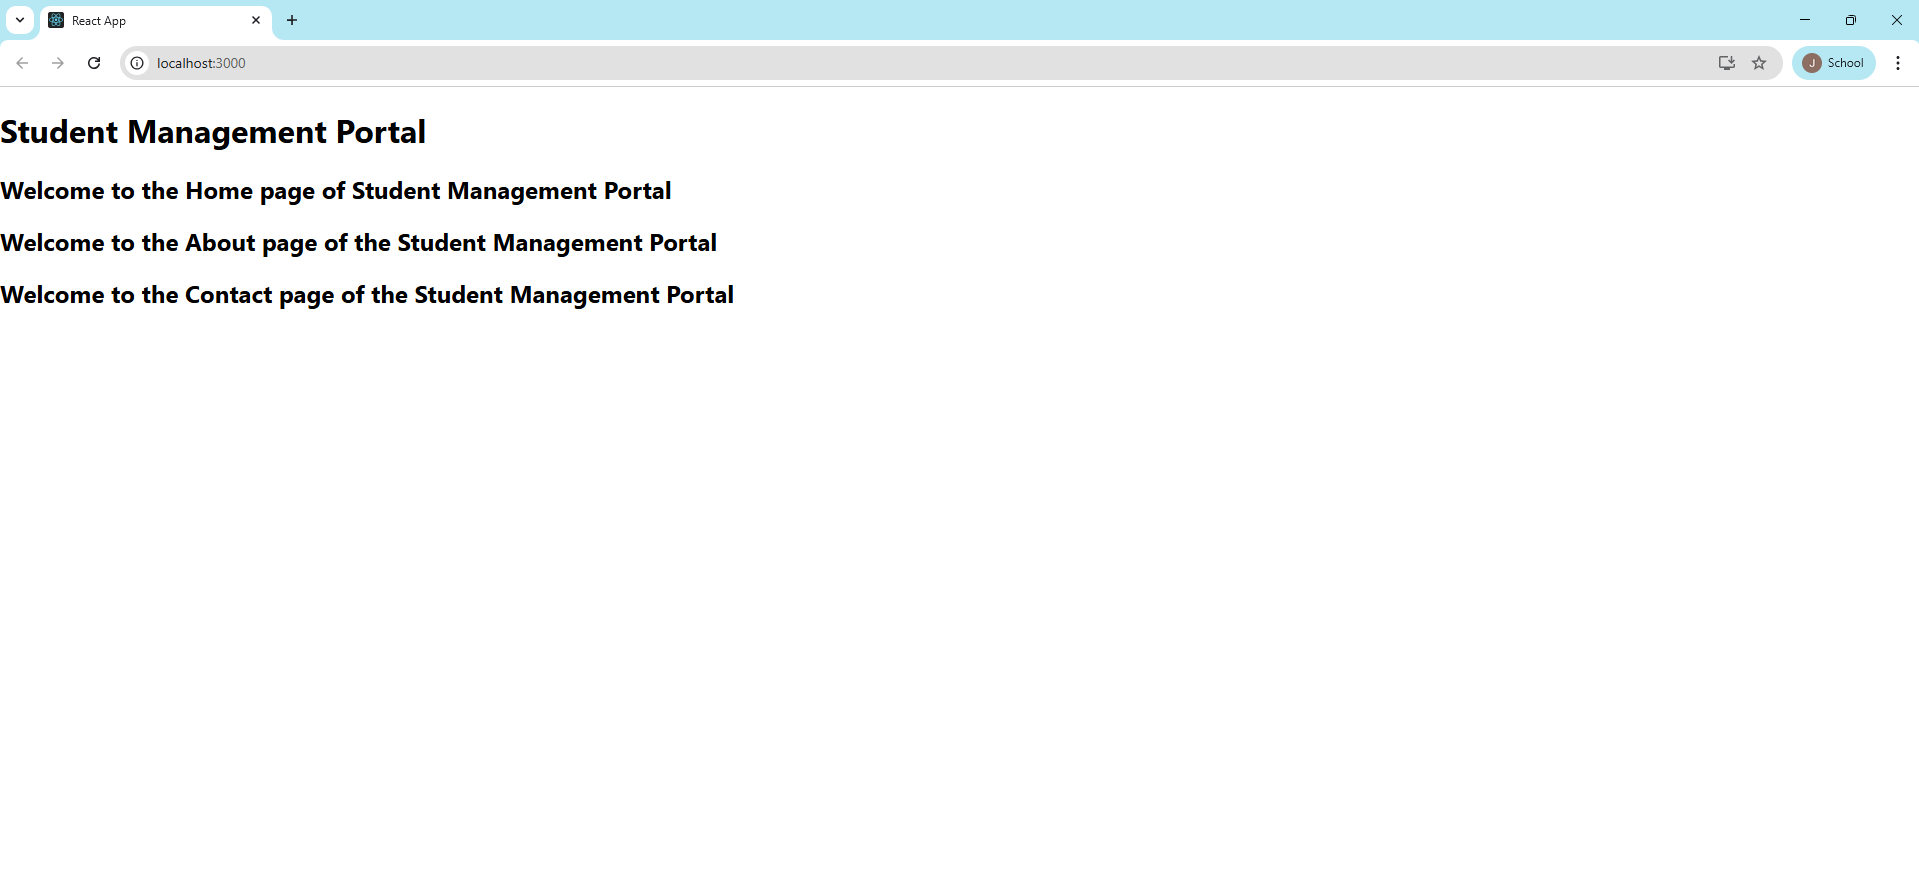 React App
localhost:3000
J School
Student Management Portal
Welcome to the Home page of Student Management Portal
Welcome to the About page of the Student Management Portal
Welcome to the Contact page of the Student Management Portal